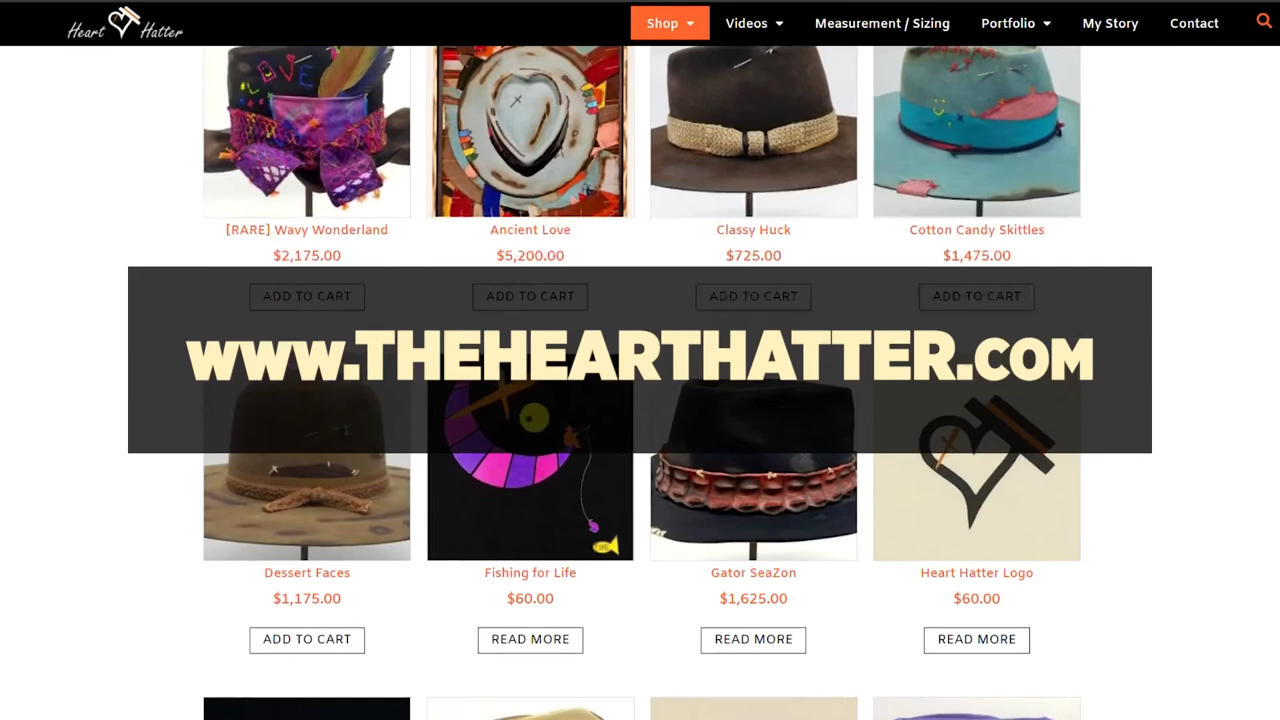 Heart Hatter
Shop Videos Measurement / Sizing Portfolio My Story Contact
LOVE
[RARE] Wavy Wonderland Ancient Love Classy Huck Cotton Candy Skittles
$2,175.00 $5,200.00 $725.00 $1,475.00
ADD TO CART ADD TO CART ADD TO CART ADD TO CART
www.THEHEARTHATTER.COM
Dessert Faces Fishing for Life Gator SeaZon Heart Hatter Logo
$1,175.00 $60.00 $1,625.00 $60.00
ADD TO CART READ MORE READ MORE READ MORE